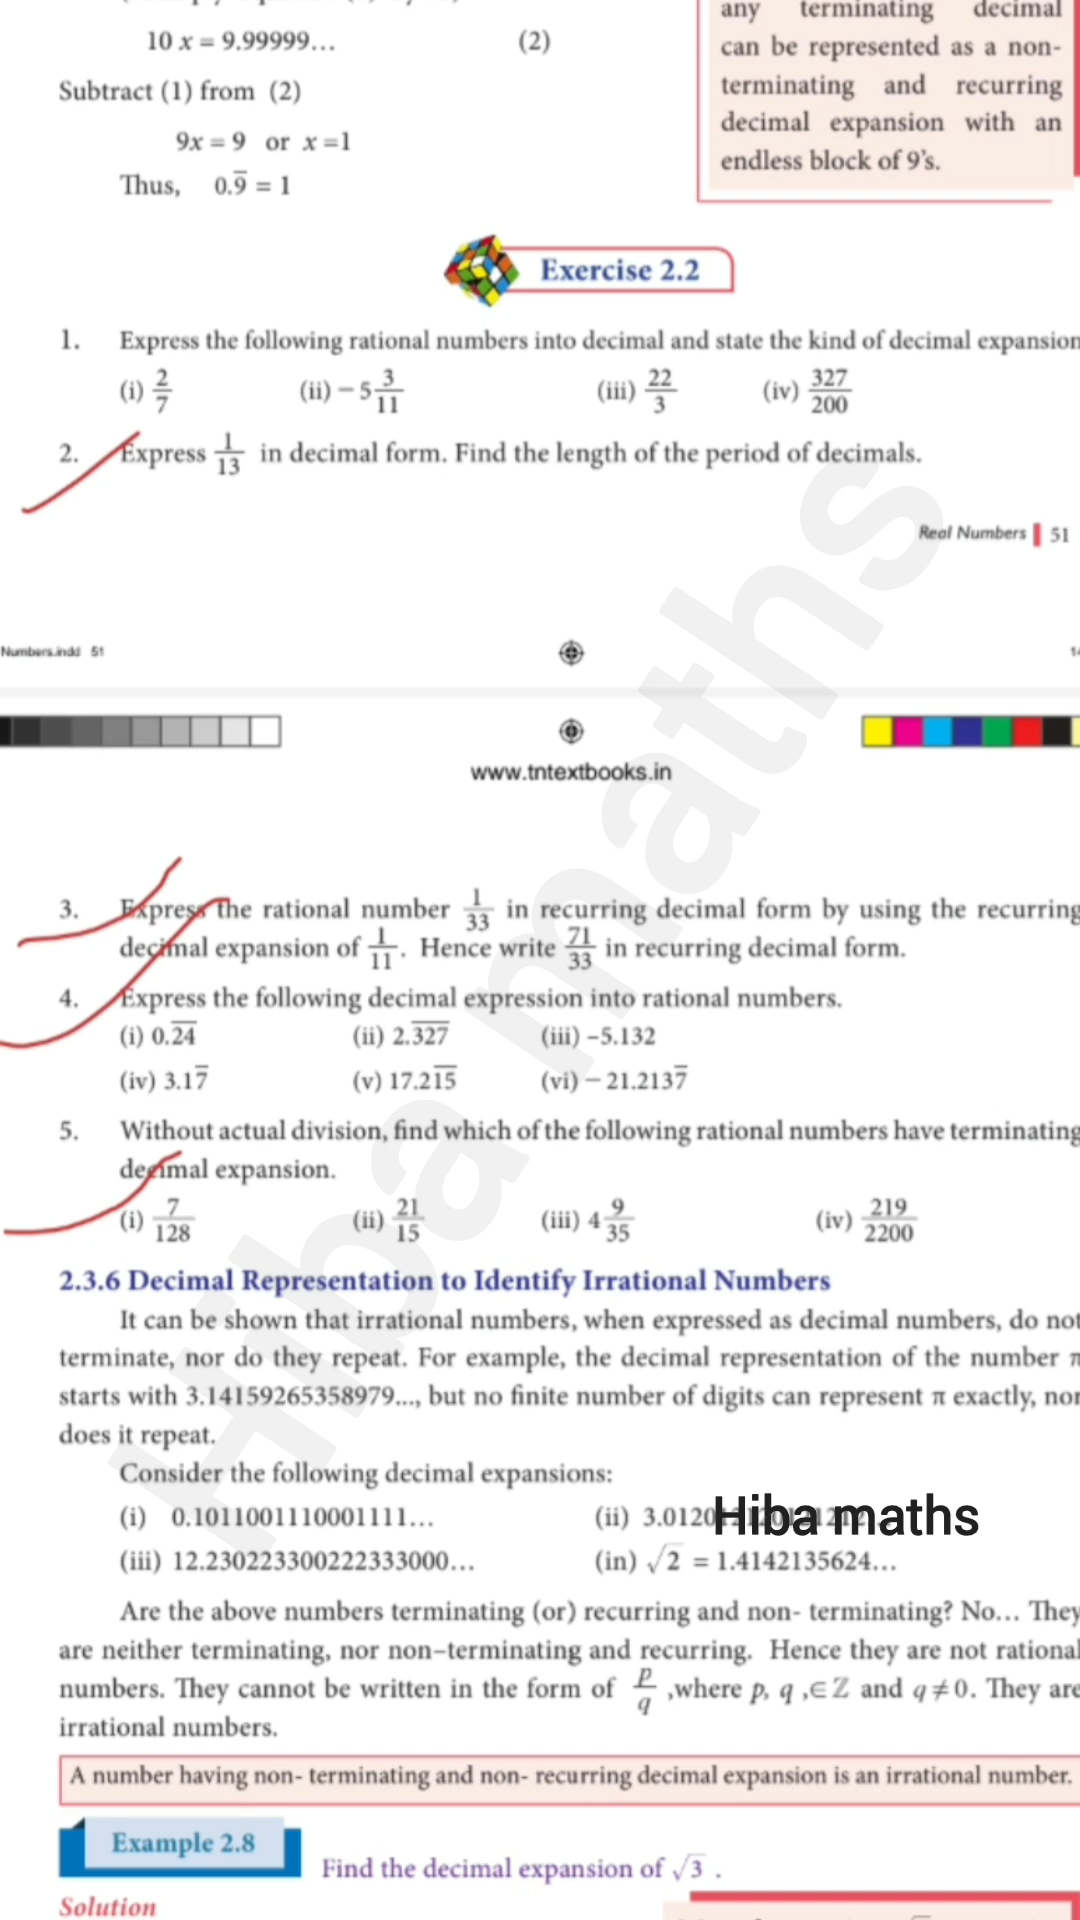 10 x = 9.99999... (2)
Subtract (1) from (2)
9x = 9 or x =1
Thus, 0.9̅ = 1
any terminating decimal
can be represented as a non-
terminating and recurring
decimal expansion with an
endless block of 9's.
Exercise 2.2
1. Express the following rational numbers into decimal and state the kind of decimal expansion
(i) 2/7 (ii) – 5 3/11 (iii) 22/3 (iv) 327/200
2. Express 1/13 in decimal form. Find the length of the period of decimals.
Real Numbers 51
Numbers.indd 51
www.tntextbooks.in
3. Express the rational number 1/33 in recurring decimal form by using the recurring
decimal expansion of 1/11. Hence write 71/33 in recurring decimal form.
4. Express the following decimal expression into rational numbers.
(i) 0.2̅4̅ (ii) 2.3̅2̅7̅ (iii) –5.132
(iv) 3.17̅ (v) 17.21̅5̅ (vi) – 21.2137̅
5. Without actual division, find which of the following rational numbers have terminating
decimal expansion.
(i) 7/128 (ii) 21/15 (iii) 4 9/35 (iv) 219/2200
2.3.6 Decimal Representation to Identify Irrational Numbers
It can be shown that irrational numbers, when expressed as decimal numbers, do not
terminate, nor do they repeat. For example, the decimal representation of the number π
starts with 3.14159265358979..., but no finite number of digits can represent π exactly, nor
does it repeat.
Consider the following decimal expansions:
(i) 0.1011001110001111... (ii)
Hiba maths
(iii) 12.230223300222333000... (in) √2 = 1.4142135624...
Are the above numbers terminating (or) recurring and non- terminating? No... They
are neither terminating, nor non–terminating and recurring. Hence they are not rational
numbers. They cannot be written in the form of p/q ,where p, q ,∈ℤ and q ≠ 0. They are
irrational numbers.
A number having non- terminating and non- recurring decimal expansion is an irrational number.
Example 2.8
Find the decimal expansion of √3 .
Solution
Hiba maths